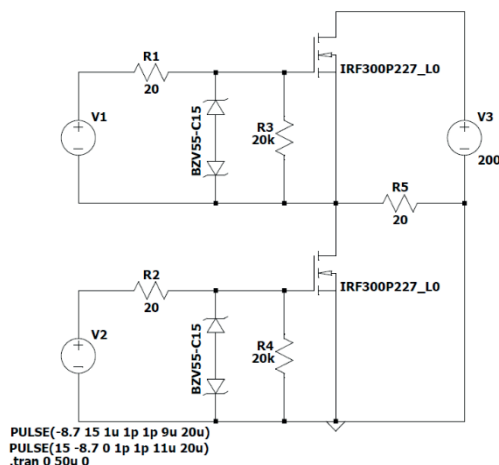 R1
20
IRF300P227_L0
V1
BZV55-C15
R3
20k
V3
200
R5
20
R2
20
IRF300P227_L0
V2
BZV55-C15
R4
20k
PULSE(-8.7 15 1u 1p 1p 9u 20u)
PULSE(15 -8.7 0 1p 1p 11u 20u)
.tran 0 50u 0